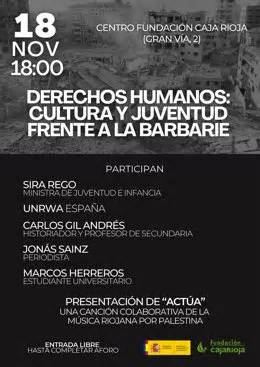 18
NOV
18:00
CENTRO FUNDACIÓN CAJA RIOJA
(GRAN VÍA, 2)
DERECHOS HUMANOS:
CULTURA Y JUVENTUD
FRENTE A LA BARBARIE
PARTICIPAN
SIRA REGO
MINISTRA DE JUVENTUD E INFANCIA
UNRWA ESPAÑA
CARLOS GIL ANDRÉS
HISTORIADOR Y PROFESOR DE SECUNDARIA
JONÁS SAINZ
PERIODISTA
MARCOS HERREROS
ESTUDIANTE UNIVERSITARIO
PRESENTACIÓN DE “ACTÚA”
UNA CANCIÓN COLABORATIVA DE LA
MÚSICA RIOJANA POR PALESTINA
ENTRADA LIBRE
HASTA COMPLETAR AFORO
Fundación
cajarioja